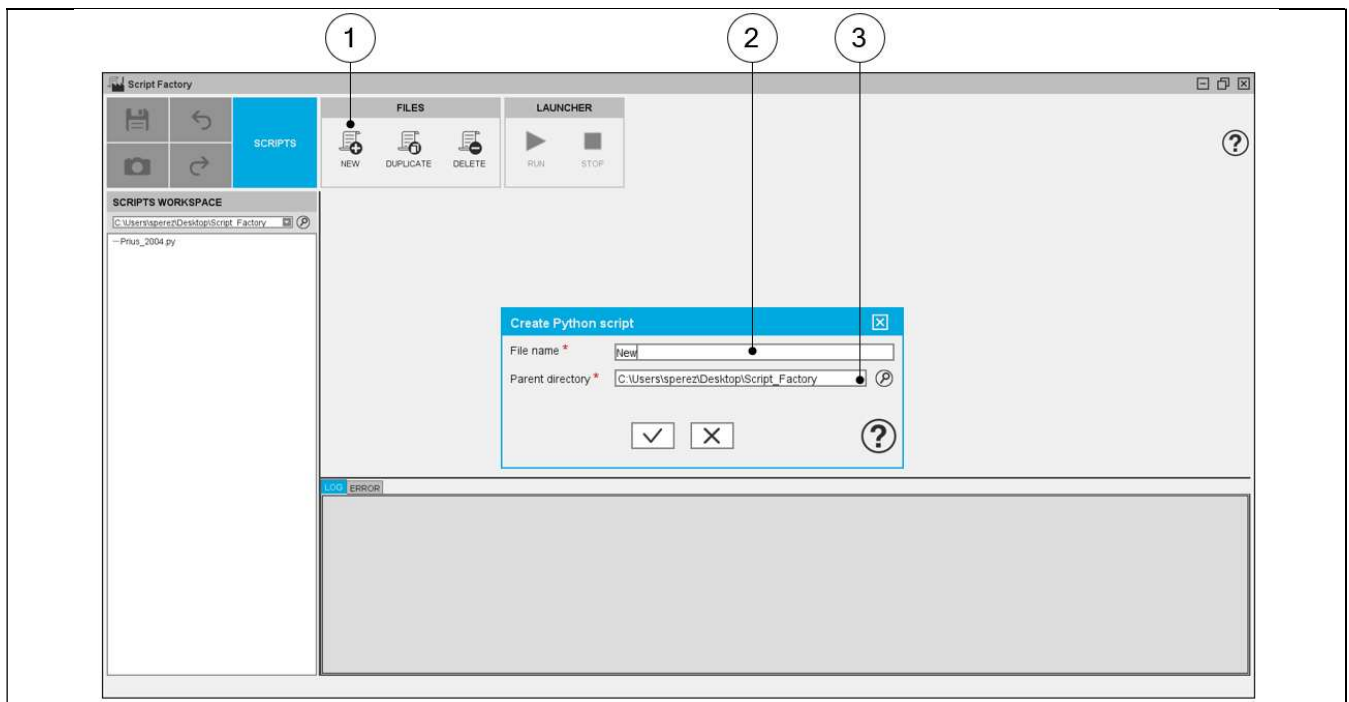 1 2 3
Script Factory
FILES LAUNCHER
SCRIPTS
NEW DUPLICATE DELETE RUN STOP
?
SCRIPTS WORKSPACE
C:\Users\sperez\Desktop\Script_Factory
Prius_2004.py
Create Python script
File name * New
Parent directory * C:\Users\sperez\Desktop\Script_Factory
?
LOG ERROR